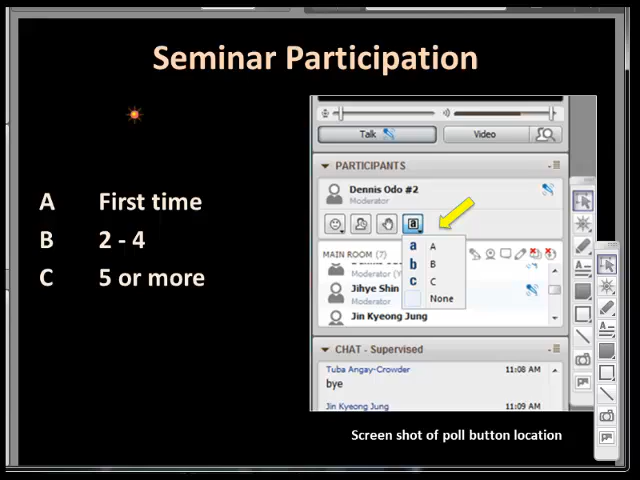 Seminar Participation
A First time
B 2 - 4
C 5 or more
Talk Video
PARTICIPANTS
Dennis Odo #2
Moderator
a
MAIN ROOM (7)
a A
b B
c C
None
Jihye Shin
Moderator
Jin Kyeong Jung
CHAT - Supervised
Tuba Angay-Crowder 11:08 AM
bye
Jin Kyeong Jung 11:09 AM
Screen shot of poll button location